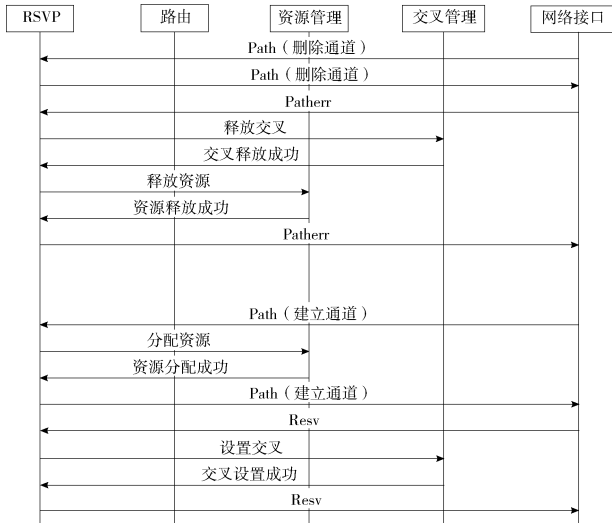 RSVP
路由
资源管理
交叉管理
网络接口
Path（删除通道）
Path（删除通道）
Patherr
释放交叉
交叉释放成功
释放资源
资源释放成功
Patherr
Path（建立通道）
分配资源
资源分配成功
Path（建立通道）
Resv
设置交叉
交叉设置成功
Resv